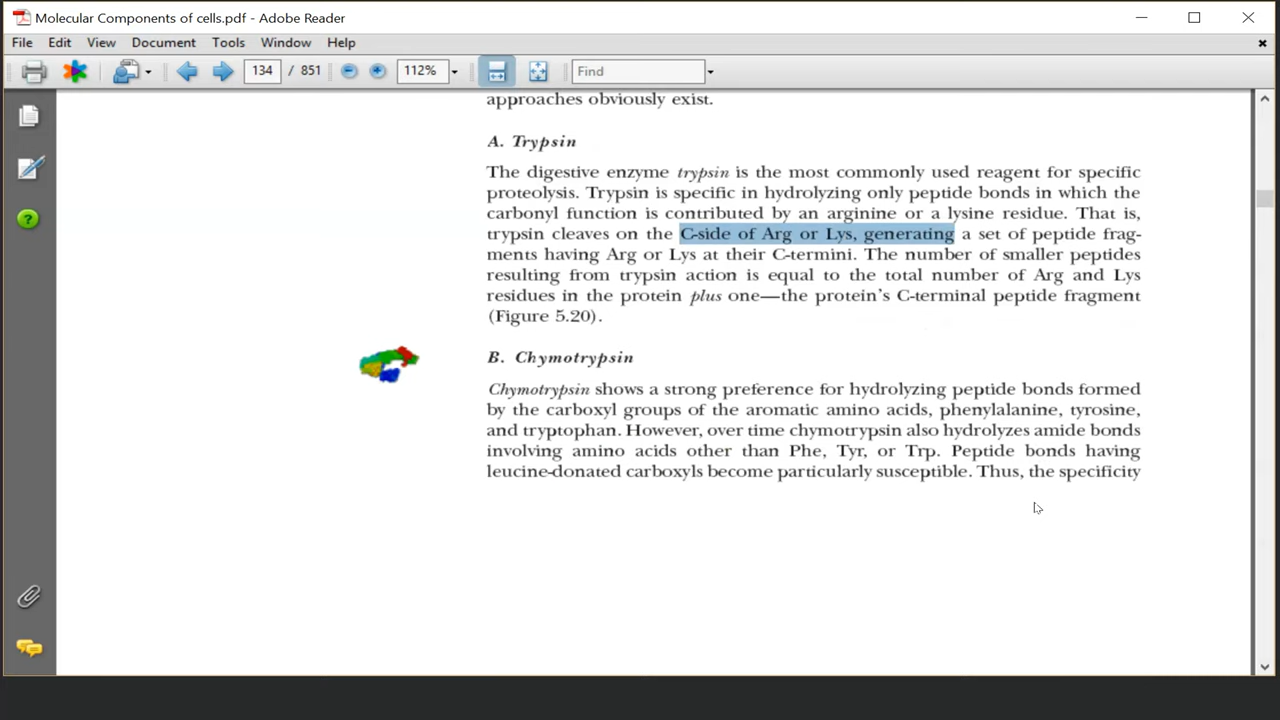 Molecular Components of cells.pdf - Adobe Reader
File Edit View Document Tools Window Help
134 / 851 112% Find
approaches obviously exist.
A. Trypsin
The digestive enzyme trypsin is the most commonly used reagent for specific
proteolysis. Trypsin is specific in hydrolyzing only peptide bonds in which the
carbonyl function is contributed by an arginine or a lysine residue. That is,
trypsin cleaves on the C-side of Arg or Lys, generating a set of peptide frag-
ments having Arg or Lys at their C-termini. The number of smaller peptides
resulting from trypsin action is equal to the total number of Arg and Lys
residues in the protein plus one—the protein's C-terminal peptide fragment
(Figure 5.20).
B. Chymotrypsin
Chymotrypsin shows a strong preference for hydrolyzing peptide bonds formed
by the carboxyl groups of the aromatic amino acids, phenylalanine, tyrosine,
and tryptophan. However, over time chymotrypsin also hydrolyzes amide bonds
involving amino acids other than Phe, Tyr, or Trp. Peptide bonds having
leucine-donated carboxyls become particularly susceptible. Thus, the specificity